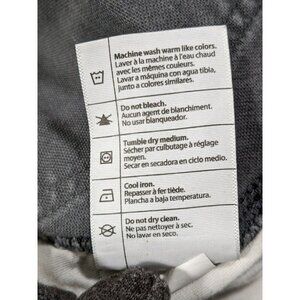 Machine wash warm like colors.
Laver à la machine à l'eau chaud
avec les mêmes couleurs.
Lavar a máquina con agua tibia,
junto a colores similares.
Do not bleach.
Aucun agent de blanchiment.
No usar blanqueador.
Tumble dry medium.
Sécher par culbutage à réglage
moyen.
Secar en secadora en ciclo medio.
Cool iron.
Repasser à fer tiède.
Plancha a baja temperatura.
Do not dry clean.
Ne pas nettoyer à sec.
No lavar en seco.